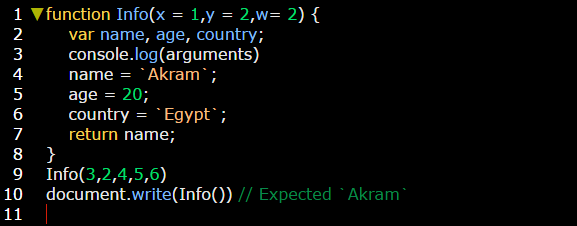 1 function Info(x = 1,y = 2,w= 2) {
2 var name, age, country;
3 console.log(arguments)
4 name = `Akram`;
5 age = 20;
6 country = `Egypt`;
7 return name;
8 }
9 Info(3,2,4,5,6)
10 document.write(Info()) // Expected `Akram`
11